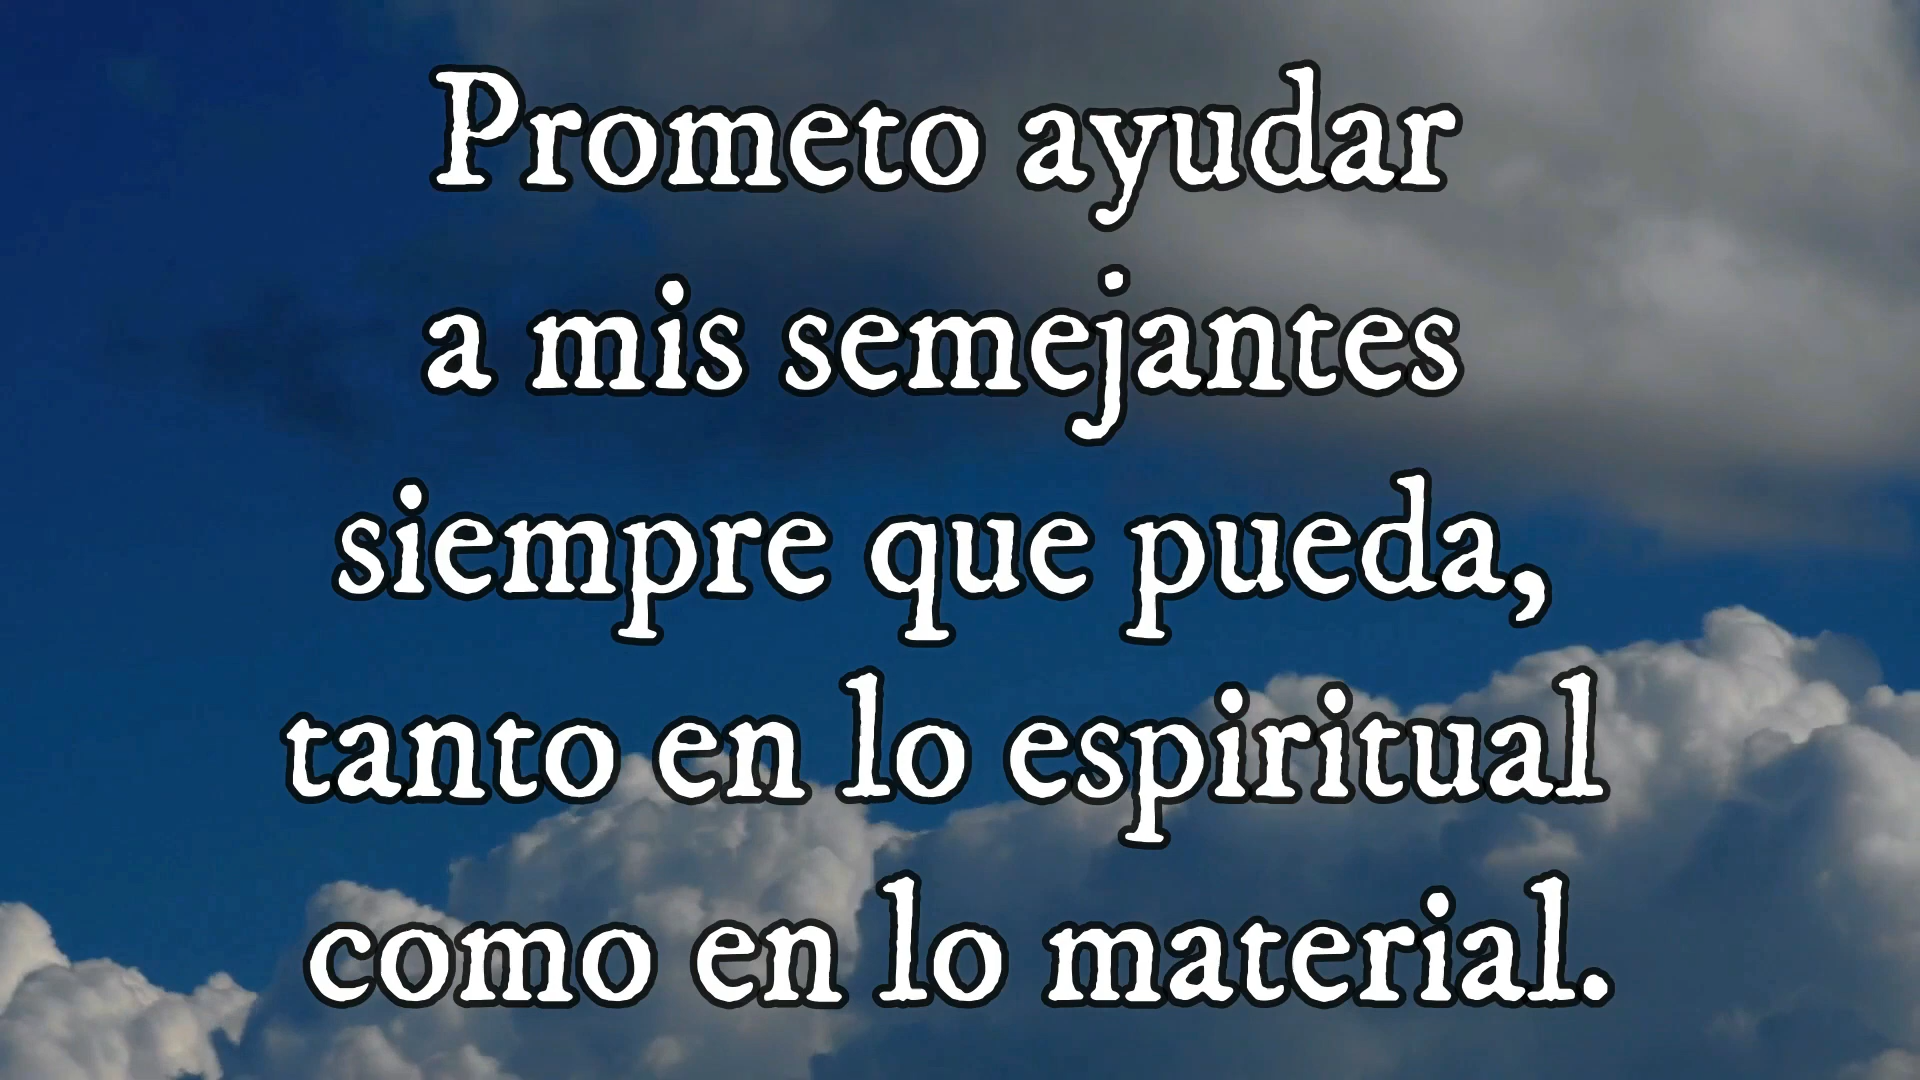 Prometo ayudar
a mis semejantes
siempre que pueda,
tanto en lo espiritual
como en lo material.